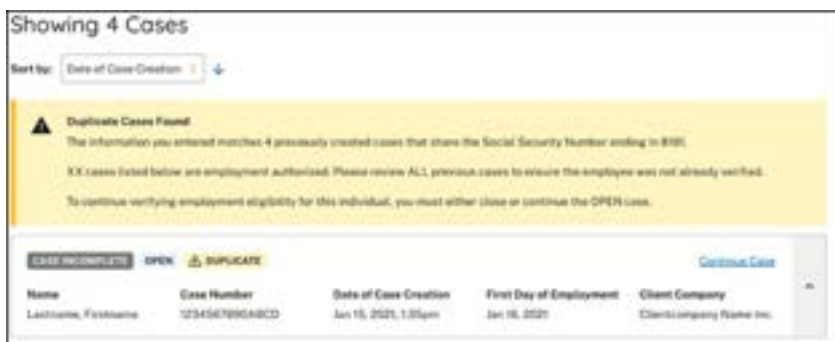 Showing 4 Cases
Sort by: Date of Case Creation
Duplicate Cases Found
The information you entered matches 4 previously created cases that share the Social Security Number ending in 8181.
XX cases listed below are employment authorized. Please review ALL previous cases to ensure the employee was not already verified.
To continue verifying employment eligibility for this individual, you must either close or continue the OPEN case.
CASE INCOMPLETE OPEN DUPLICATE Continue Case
Name Case Number Date of Case Creation First Day of Employment Client Company
Lastname, Firstname 1234567890ABCD Jan 15, 2021, 1:35pm Jan 16, 2021 Clientcompany Name Inc.